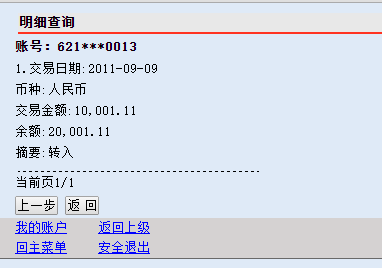 明细查询
账号：621***0013
1.交易日期:2011-09-09
币种:人民币
交易金额:10,001.11
余额:20,001.11
摘要:转入
----------------------------------------
当前页1/1
上一步 返 回
我的账户 返回上级
回主菜单 安全退出